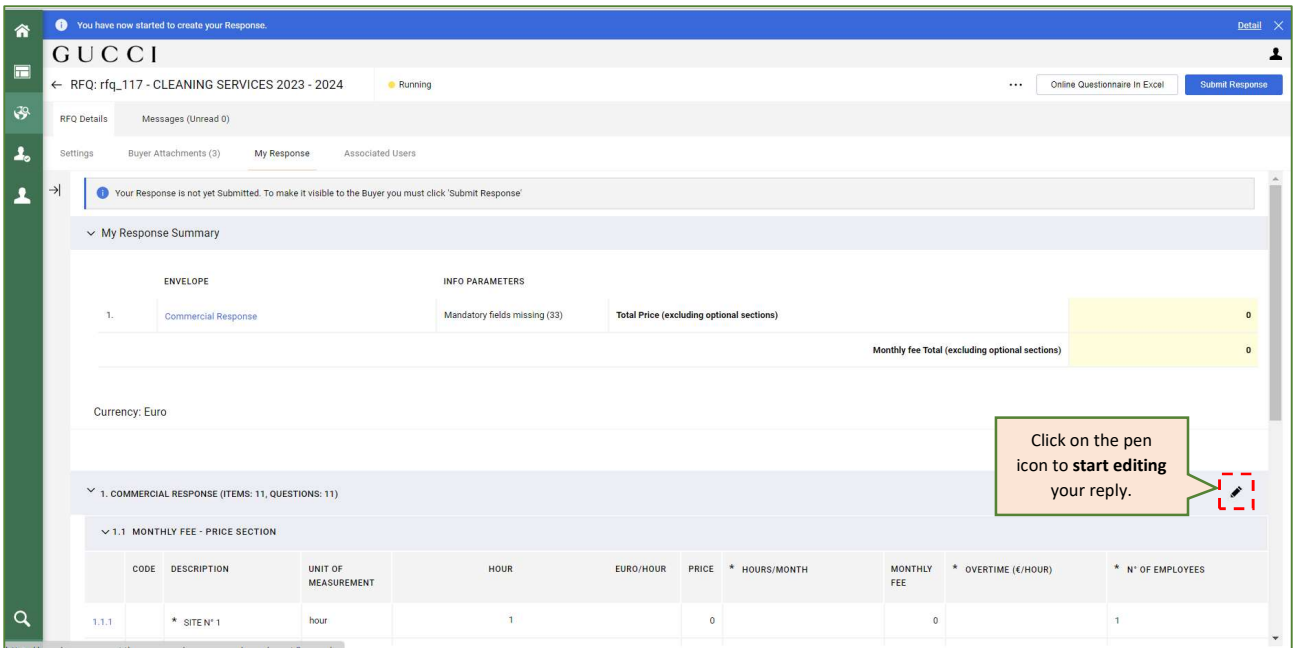 You have now started to create your Response.
Detail
GUCCI
← RFQ: rfq_117 - CLEANING SERVICES 2023 - 2024
Running
...
Online Questionnaire In Excel
Submit Response
RFQ Details
Messages (Unread 0)
Settings
Buyer Attachments (3)
My Response
Associated Users
Your Response is not yet Submitted. To make it visible to the Buyer you must click 'Submit Response'
My Response Summary
ENVELOPE
INFO PARAMETERS
1.
Commercial Response
Mandatory fields missing (33)
Total Price (excluding optional sections)
0
Monthly fee Total (excluding optional sections)
0
Currency: Euro
Click on the pen
icon to start editing
your reply.
1. COMMERCIAL RESPONSE (ITEMS: 11, QUESTIONS: 11)
1.1 MONTHLY FEE - PRICE SECTION
CODE
DESCRIPTION
UNIT OF
MEASUREMENT
HOUR
EURO/HOUR
PRICE
* HOURS/MONTH
MONTHLY
FEE
* OVERTIME (€/HOUR)
* N° OF EMPLOYEES
1.1.1
* SITE N° 1
hour
1
0
0
1